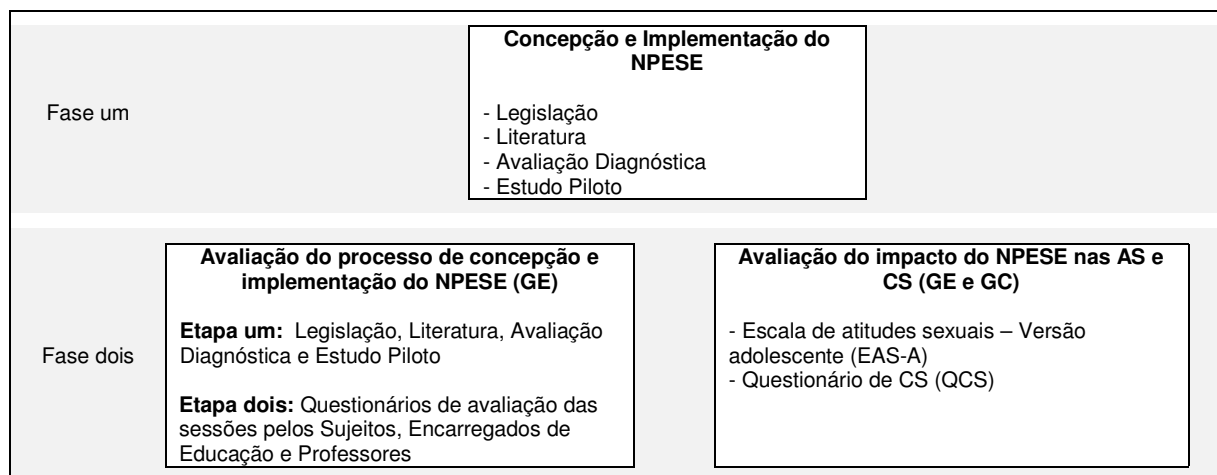 Concepção e Implementação do
NPESE
Fase um
- Legislação
- Literatura
- Avaliação Diagnóstica
- Estudo Piloto
Fase dois
Avaliação do processo de concepção e
implementação do NPESE (GE)
Etapa um: Legislação, Literatura, Avaliação
Diagnóstica e Estudo Piloto
Etapa dois: Questionários de avaliação das
sessões pelos Sujeitos, Encarregados de
Educação e Professores
Avaliação do impacto do NPESE nas AS e
CS (GE e GC)
- Escala de atitudes sexuais – Versão
adolescente (EAS-A)
- Questionário de CS (QCS)